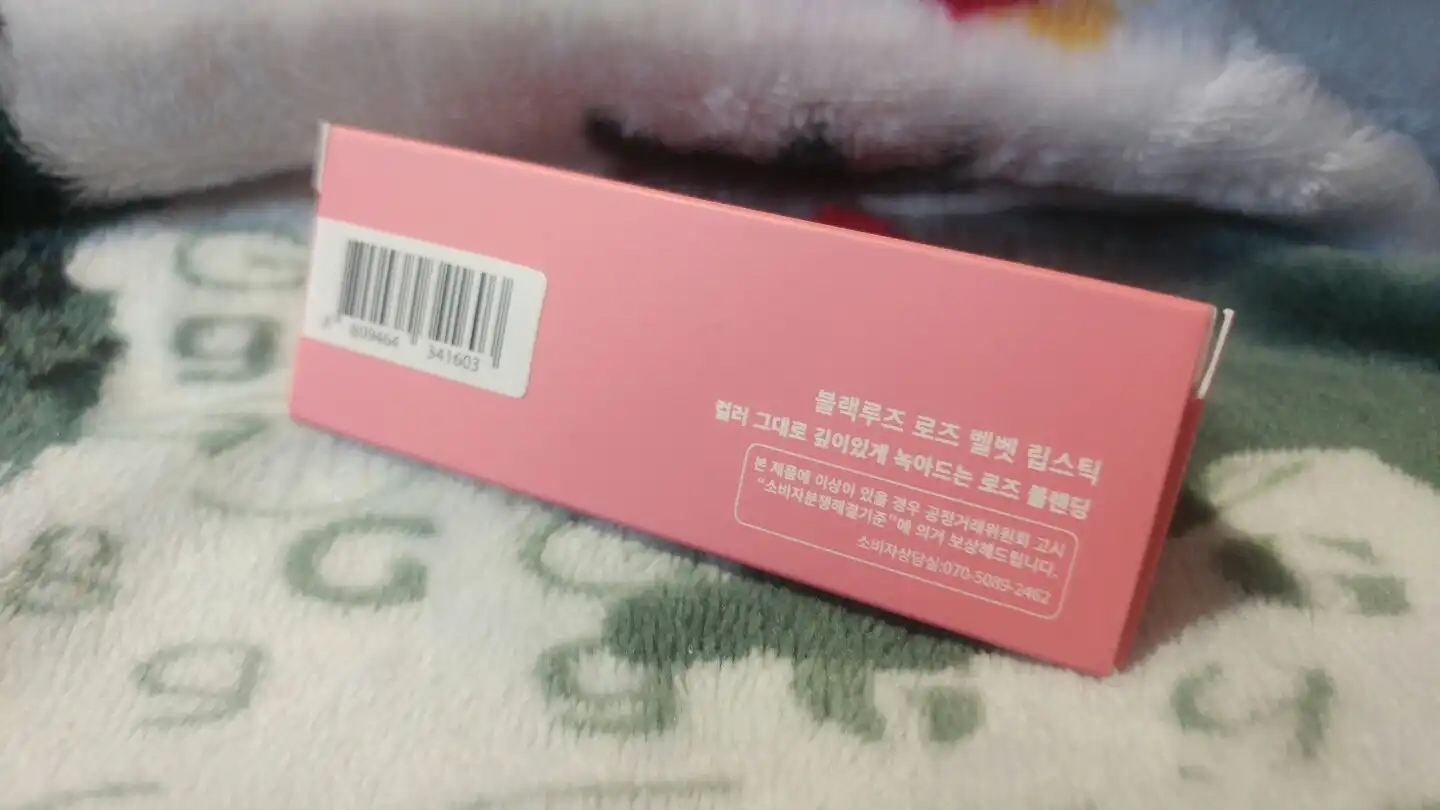 809464 341603
블랙루즈 로즈 벨벳 립스틱
컬러 그대로 깊이있게 녹아드는 로즈 블렌딩
본 제품에 이상이 있을 경우 공정거래위원회 고시
"소비자분쟁해결기준"에 의거 보상해드립니다.
소비자상담실:070-5089-2462